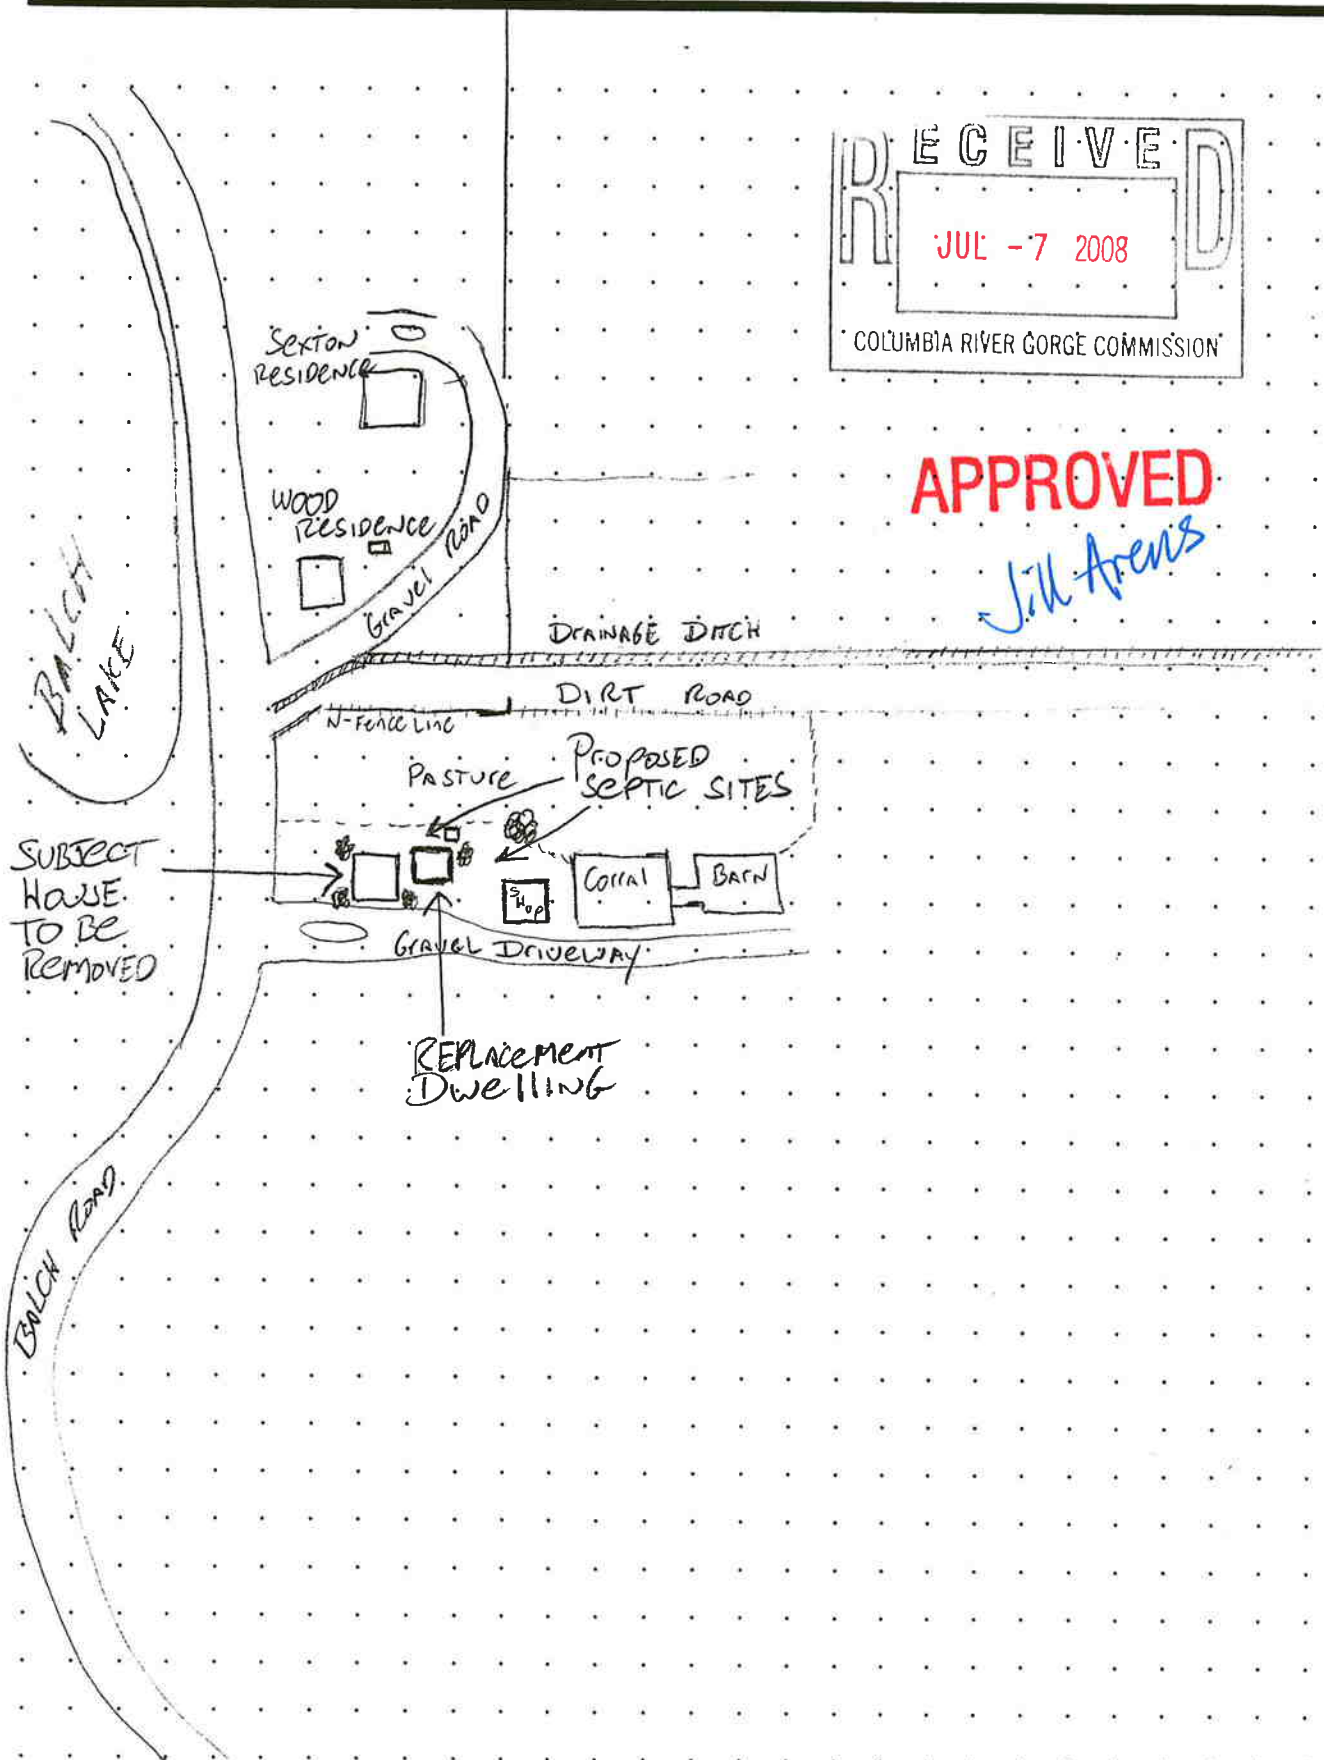 RECEIVED
JUL -7 2008
COLUMBIA RIVER GORGE COMMISSION
APPROVED
Jill Arens
SEXTON
RESIDENCE
WOOD
RESIDENCE
GRAVEL ROAD
BALCH
LAKE
DRAINAGE DITCH
DIRT ROAD
N-FENCE LINE
PASTURE
PROPOSED
SEPTIC SITES
SUBJECT
HOUSE
TO BE
REMOVED
SHOP
Corral
BARN
GRAVEL DRIVEWAY
REPLACEMENT
DWELLING
BALCH ROAD